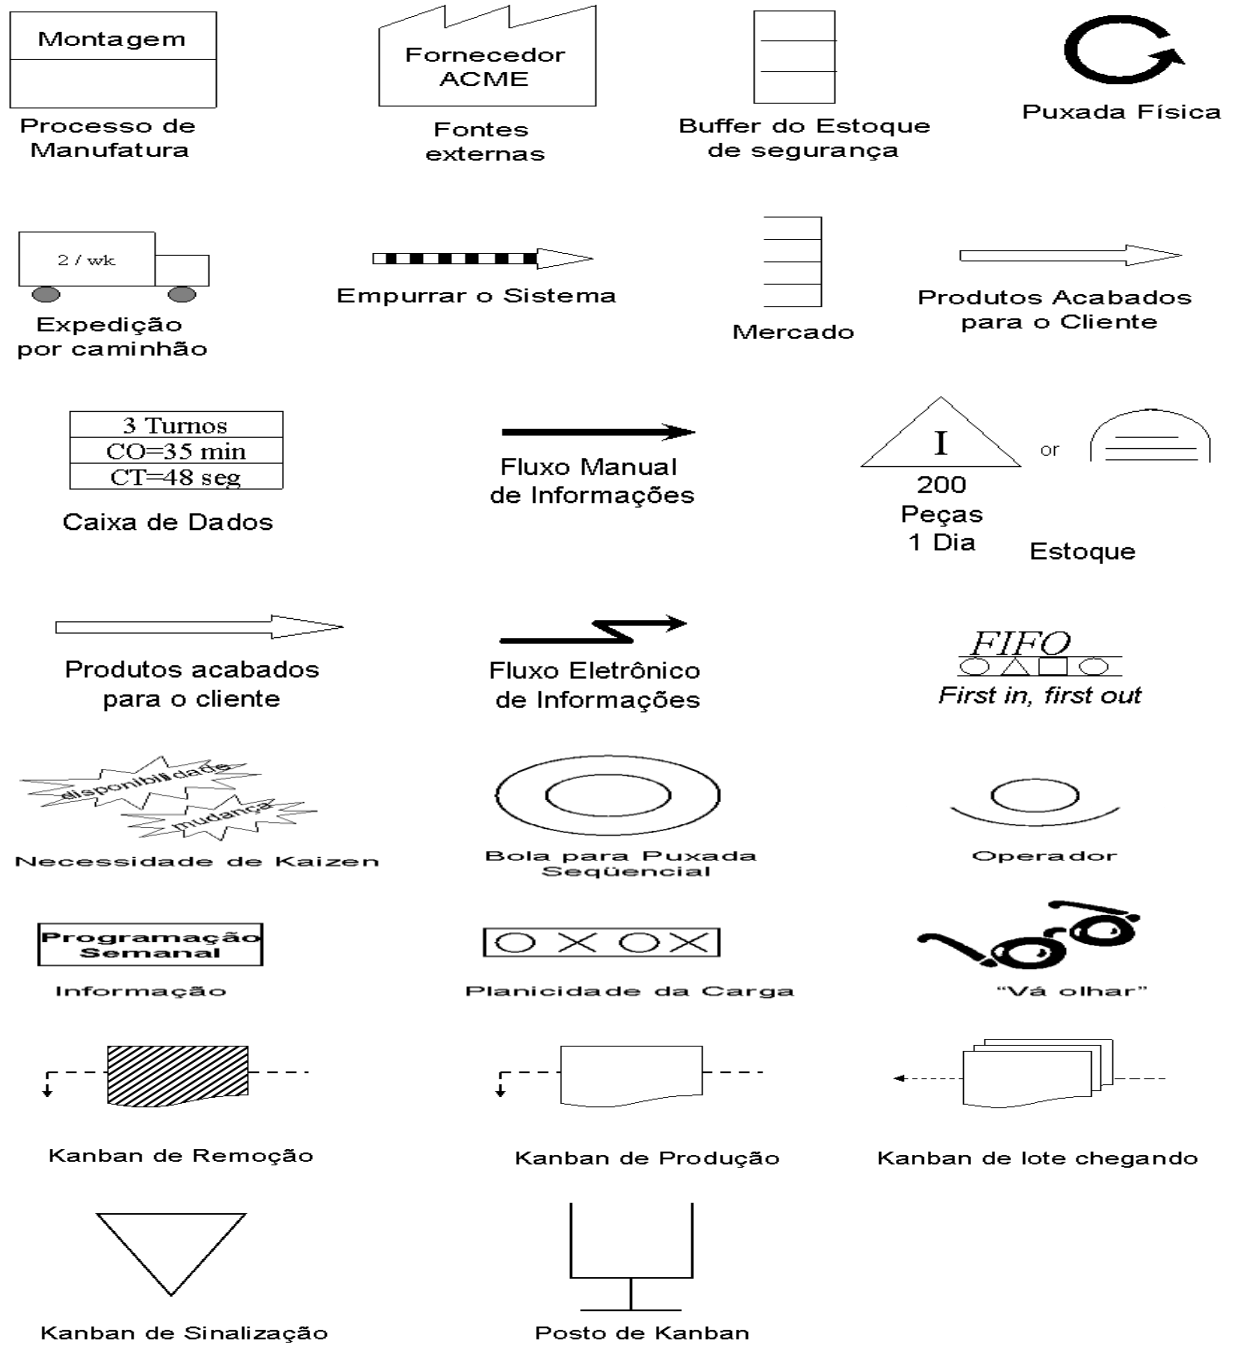 Montagem
Processo de
Manufatura
Fornecedor
ACME
Fontes
externas
Buffer do Estoque
de segurança
Puxada Física
2 / wk
Expedição
por caminhão
Empurrar o Sistema
Mercado
Produtos Acabados
para o Cliente
3 Turnos
CO=35 min
CT=48 seg
Caixa de Dados
Fluxo Manual
de Informações
I
or
200
Peças
1 Dia
Estoque
Produtos acabados
para o cliente
Fluxo Eletrônico
de Informações
FIFO
First in, first out
disponibilidade
mudança
Necessidade de Kaizen
Bola para Puxada
Seqüencial
Operador
Programação
Semanal
Informação
Planicidade da Carga
“Vá olhar”
Kanban de Remoção
Kanban de Produção
Kanban de lote chegando
Kanban de Sinalização
Posto de Kanban